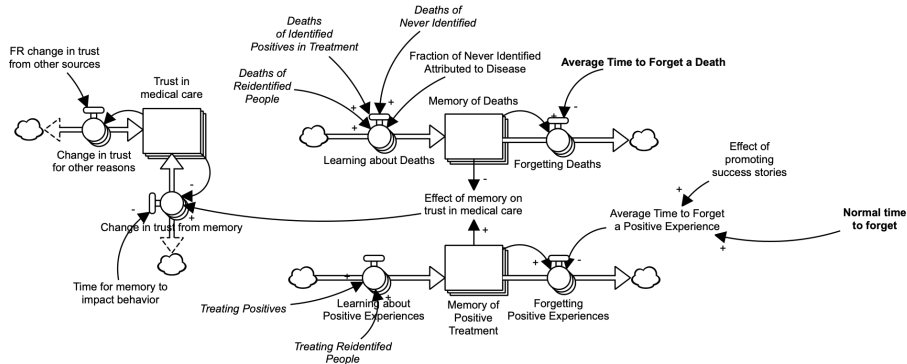 FR change in trust
from other sources
Trust in
medical care
Change in trust
for other reasons
-
-
+
Change in trust from memory
Time for memory to
impact behavior
Deaths
of Identified
Positives in Treatment
Deaths of
Never Identified
Deaths of
Reidentified
People
Fraction of Never Identified
Attributed to Disease
+
+
+
+
Learning about Deaths
Memory of Deaths
Average Time to Forget a Death
+
-
Forgetting Deaths
-
Effect of memory on
trust in medical care
+
Effect of
promoting
success stories
+
Average Time to Forget
a Positive Experience
+
Normal time
to forget
Treating Positives
+
+
Learning about
Positive Experiences
Treating Reidentifed
People
Memory of
Positive
Treatment
+
-
Forgetting
Positive Experiences